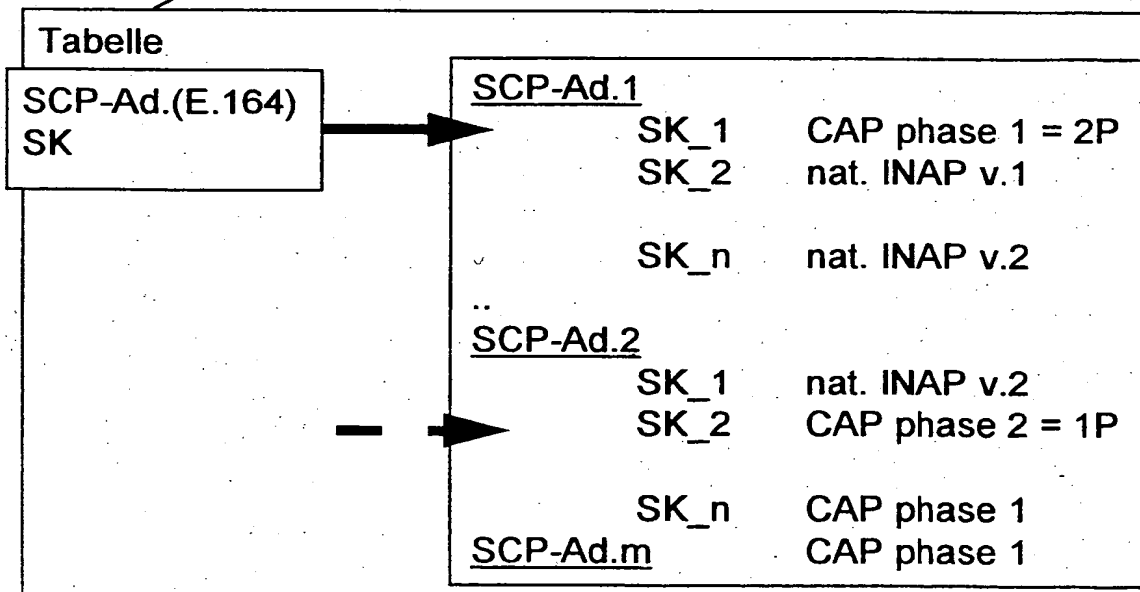 Tabelle
SCP-Ad.(E.164)
SK
SCP-Ad.1
SK_1 CAP phase 1 = 2P
SK_2 nat. INAP v.1
SK_n nat. INAP v.2
..
SCP-Ad.2
SK_1 nat. INAP v.2
SK_2 CAP phase 2 = 1P
SK_n CAP phase 1
SCP-Ad.m CAP phase 1